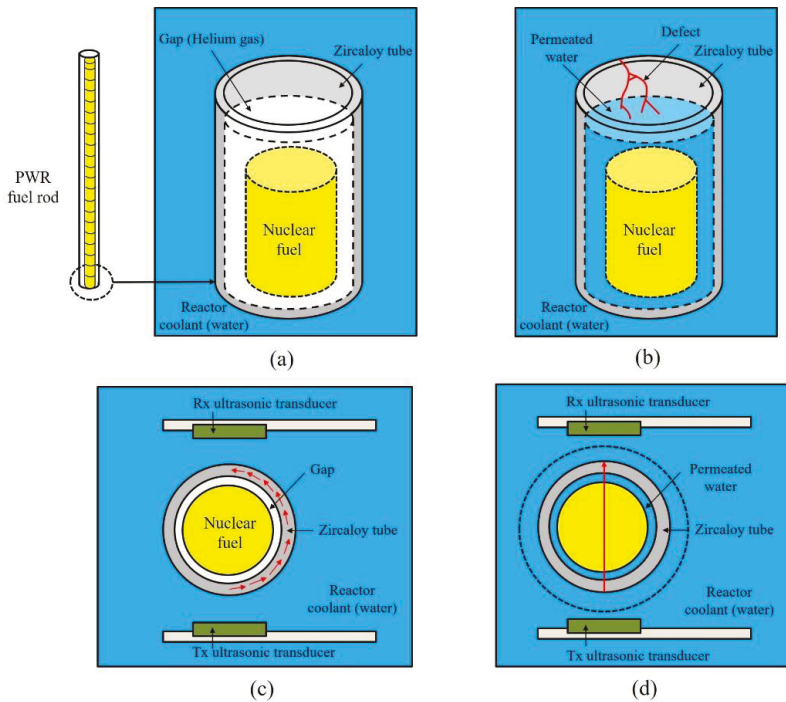 PWR
fuel rod
Gap (Helium gas)
Zircaloy tube
Nuclear
fuel
Reactor
coolant (water)
(a)
Permeated
water
Defect
Zircaloy tube
Nuclear
fuel
Reactor
coolant (water)
(b)
Rx ultrasonic transducer
Gap
Nuclear
fuel
Zircaloy tube
Reactor
coolant (water)
Tx ultrasonic transducer
(c)
Rx ultrasonic transducer
Permeated
water
Zircaloy tube
Reactor
coolant (water)
Tx ultrasonic transducer
(d)